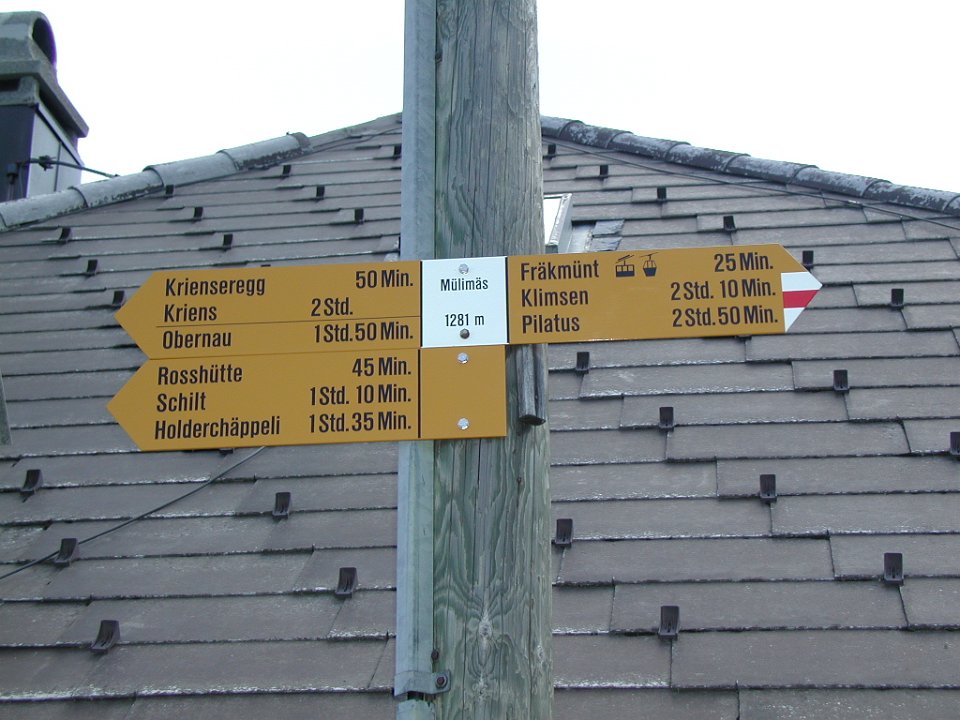 Krienseregg 50 Min.
Kriens 2 Std.
Obernau 1 Std. 50 Min.
Mülimäs
1281 m
Fräkmünt 25 Min.
Klimsen 2 Std. 10 Min.
Pilatus 2 Std. 50 Min.
Rosshütte 45 Min.
Schilt 1 Std. 10 Min.
Holderchäppeli 1 Std. 35 Min.